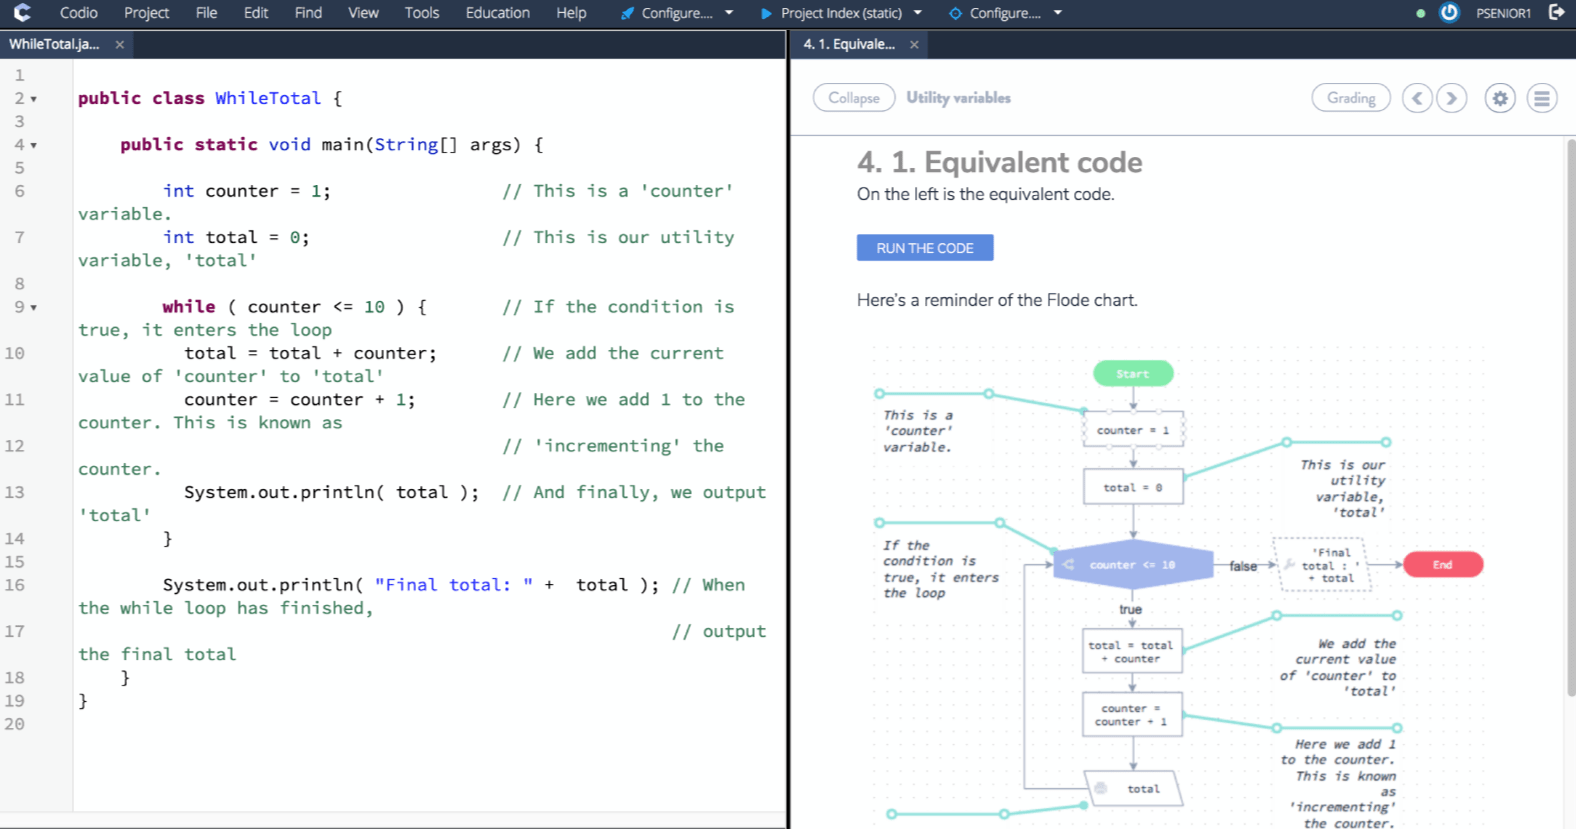 Codio Project File Edit Find View Tools Education Help Configure.... Project Index (static) Configure.... PSENIOR1
WhileTotal.ja... ×
1
2 public class WhileTotal {
3
4 public static void main(String[] args) {
5
6 int counter = 1; // This is a 'counter'
variable.
7 int total = 0; // This is our utility
variable, 'total'
8
9 while ( counter <= 10 ) { // If the condition is
true, it enters the loop
10 total = total + counter; // We add the current
value of 'counter' to 'total'
11 counter = counter + 1; // Here we add 1 to the
counter. This is known as
12 // 'incrementing' the
counter.
13 System.out.println( total ); // And finally, we output
'total'
14 }
15
16 System.out.println( "Final total: " + total ); // When
the while loop has finished,
17 // output
the final total
18 }
19 }
20
4. 1. Equivale... ×
Collapse Utility variables Grading
4. 1. Equivalent code
On the left is the equivalent code.
RUN THE CODE
Here's a reminder of the Flode chart.
Start
This is a
'counter'
variable.
counter = 1
This is our
utility
variable,
'total'
total = 0
If the
condition is
true, it enters
the loop
counter <= 10
false
'Final
total : '
+ total
End
true
total = total
+ counter
We add the
current value
of 'counter' to
'total'
counter =
counter + 1
Here we add 1
to the counter.
This is known
as
'incrementing'
the counter.
total